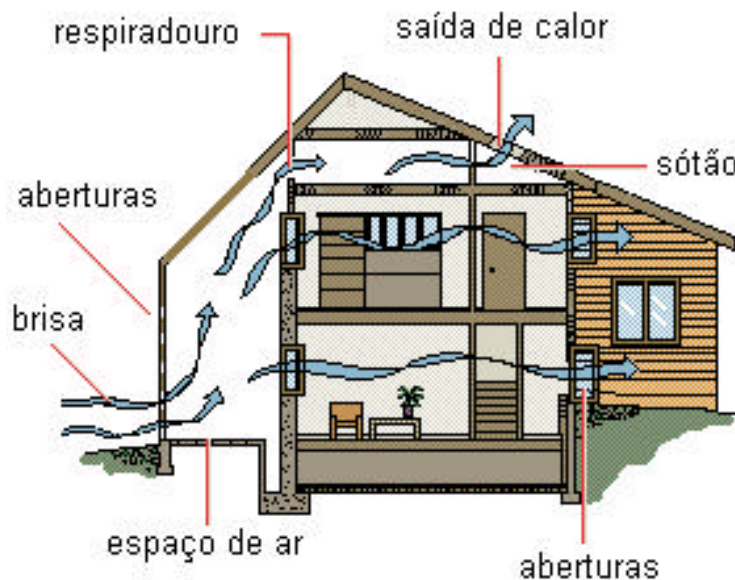 respiradouro
saída de calor
sótão
aberturas
brisa
espaço de ar
aberturas